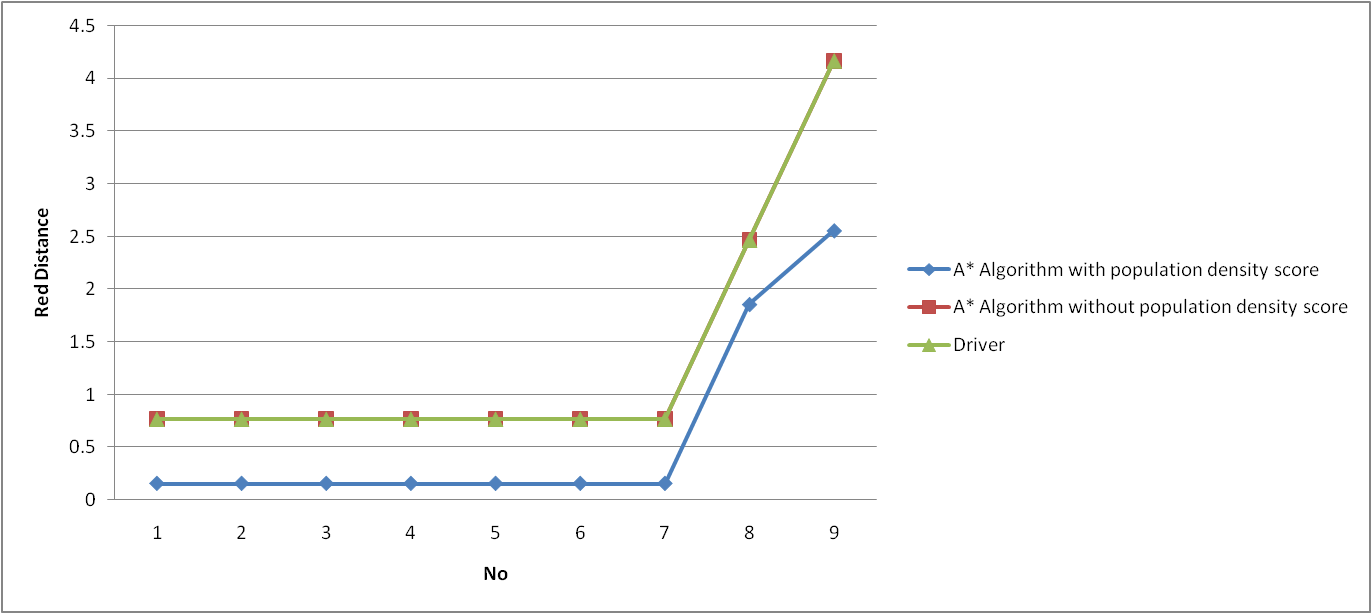 4.5
4
3.5
3
2.5
2
1.5
1
0.5
0
Red Distance
1 2 3 4 5 6 7 8 9
No
A* Algorithm with population density score
A* Algorithm without population density score
Driver